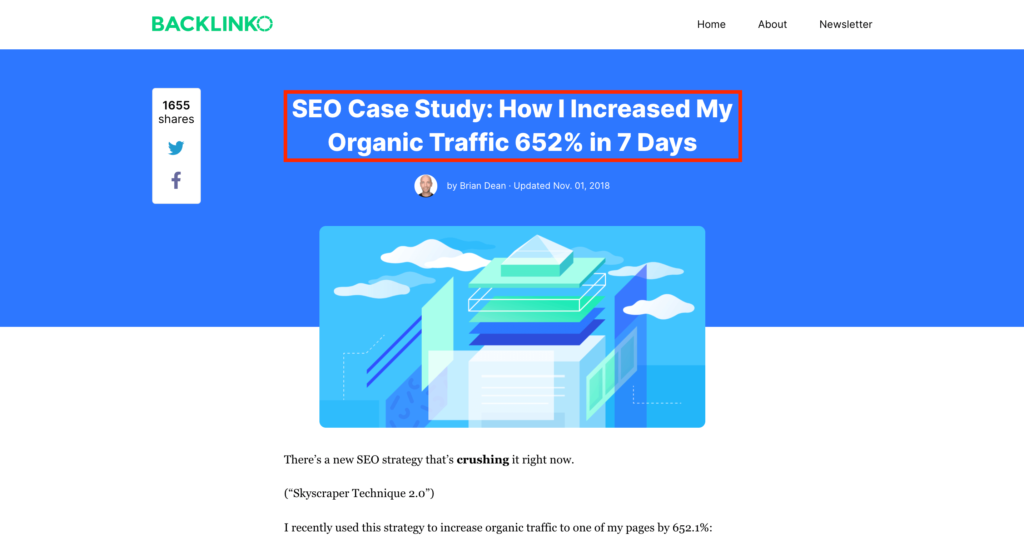 BACKLINKO
Home About Newsletter
1655
shares
SEO Case Study: How I Increased My
Organic Traffic 652% in 7 Days
by Brian Dean · Updated Nov. 01, 2018
There’s a new SEO strategy that’s crushing it right now.
(“Skyscraper Technique 2.0”)
I recently used this strategy to increase organic traffic to one of my pages by 652.1%: